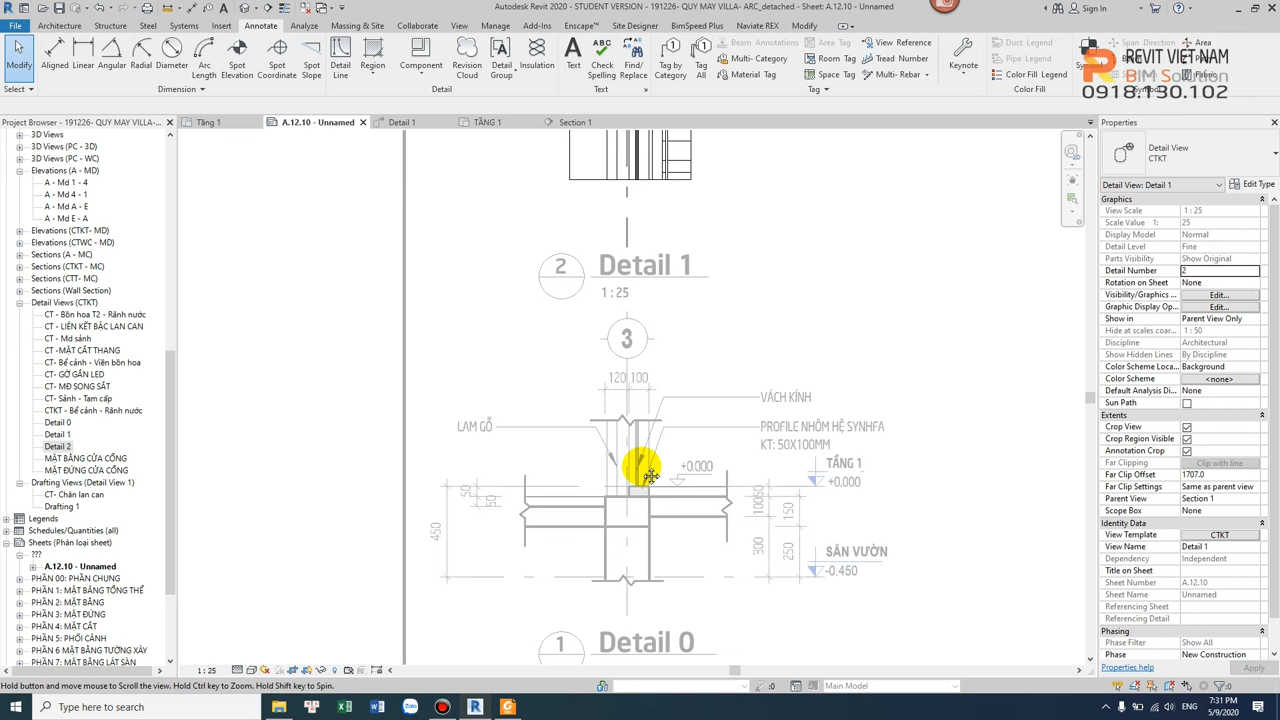 Autodesk Revit 2020 - STUDENT VERSION - 191226- QUY MAY VILLA- ARC_detached - Sheet: A.12.10 - Unnamed
Sign In
File Architecture Structure Steel Systems Insert Annotate Analyze Massing & Site Collaborate View Manage Add-Ins Enscape™ Site Designer BimSpeed Plus Naviate REX Modify
Modify
Aligned Linear Angular Radial Diameter Arc Length Spot Elevation Spot Coordinate Spot Slope
Detail Line Region Component Revision Cloud Detail Group Insulation
Text Check Spelling Find/ Replace
Tag by Category Tag All
Beam Annotations Area Tag View Reference
Multi- Category Room Tag Tread Number
Material Tag Space Tag Multi- Rebar
Keynote
Duct Legend
Pipe Legend
Color Fill Legend
Symbol Span Direction Area
REVIT VIET NAM
BIM Solution
0918.130.102
Select Dimension Detail Text Tag Color Fill Symbol
Project Browser - 191226- QUY MAY VILLA-...
Tầng 1
A.12.10 - Unnamed
Detail 1
TẦNG 1
Section 1
3D Views
3D Views (PC - 3D)
3D Views (PC - WC)
Elevations (A - MD)
A - Md 1 - 4
A - Md 4 - 1
A - Md A - E
A - Md E - A
Elevations (CTKT- MD)
Elevations (CTWC - MD)
Sections (A - MC)
Sections (CTKT - MC)
Sections (CTT- MC)
Sections (Wall Section)
Detail Views (CTKT)
CT - Bồn hoa T2 - Rãnh nước
CT - LIÊN KẾT BẬC LAN CAN
CT - Md sảnh
CT -MẶT CẮT THANG
CT- Bể cảnh - Viền bồn hoa
CT- GỜ GẮN LED
CT- MĐ SONG SẮT
CT- Sảnh - Tam cấp
CTKT - Bể cảnh - Rãnh nước
Detail 0
Detail 1
Detail 2
MẶT BẰNG CỬA CỔNG
MẶT ĐỨNG CỬA CỔNG
Drafting Views (Detail View 1)
CT- Chân lan can
Drafting 1
Legends
Schedules/Quantities (all)
Sheets (Phân loại sheet)
???
A.12.10 - Unnamed
PHẦN 00: PHẦN CHUNG
PHẦN 1: MẶT BẰNG TỔNG THỂ
PHẦN 2: MẶT BẰNG
PHẦN 3: MẶT ĐỨNG
PHẦN 4: MẶT CẮT
PHẦN 5: PHỐI CẢNH
PHẦN 6 MẶT BẰNG TƯỜNG XÂY
PHẦN 7: MẶT BẰNG LÁT SÀN
2 Detail 1
1 : 25
3
120 100
VÁCH KÍNH
LAM GỖ
PROFILE NHÔM HỆ SYNHFA
KT: 50X100MM
+0.000
TẦNG 1
+0.000
50
50
450
10050
150
300
250
SÂN VƯỜN
-0.450
1 Detail 0
Properties
Detail View
CTKT
Detail View: Detail 1
Edit Type
Graphics
View Scale 1 : 25
Scale Value 1: 25
Display Model Normal
Detail Level Fine
Parts Visibility Show Original
Detail Number 2
Rotation on Sheet None
Visibility/Graphics ... Edit...
Graphic Display Op... Edit...
Show in Parent View Only
Hide at scales coar... 1 : 50
Discipline Architectural
Show Hidden Lines By Discipline
Color Scheme Loca... Background
Color Scheme <none>
Default Analysis Di... None
Sun Path
Extents
Crop View
Crop Region Visible
Annotation Crop
Far Clipping Clip with line
Far Clip Offset 1707.0
Far Clip Settings Same as parent view
Parent View Section 1
Scope Box None
Identity Data
View Template CTKT
View Name Detail 1
Dependency Independent
Title on Sheet
Sheet Number A.12.10
Sheet Name Unnamed
Referencing Sheet
Referencing Detail
Phasing
Phase Filter Show All
Phase New Construction
Properties help
Apply
1 : 25
Hold button and move mouse to Scroll the view. Hold Ctrl key to Zoom. Hold Shift key to Spin.
:0
Main Model
:0
Type here to search
Zalo
7:31 PM
5/9/2020